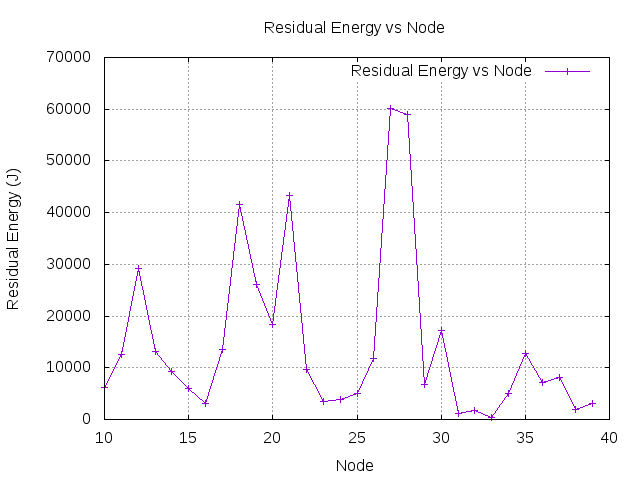 Residual Energy vs Node
70000
Residual Energy vs Node
60000
50000
40000
30000
20000
10000
0
Residual Energy (J)
10 15 20 25 30 35 40
Node